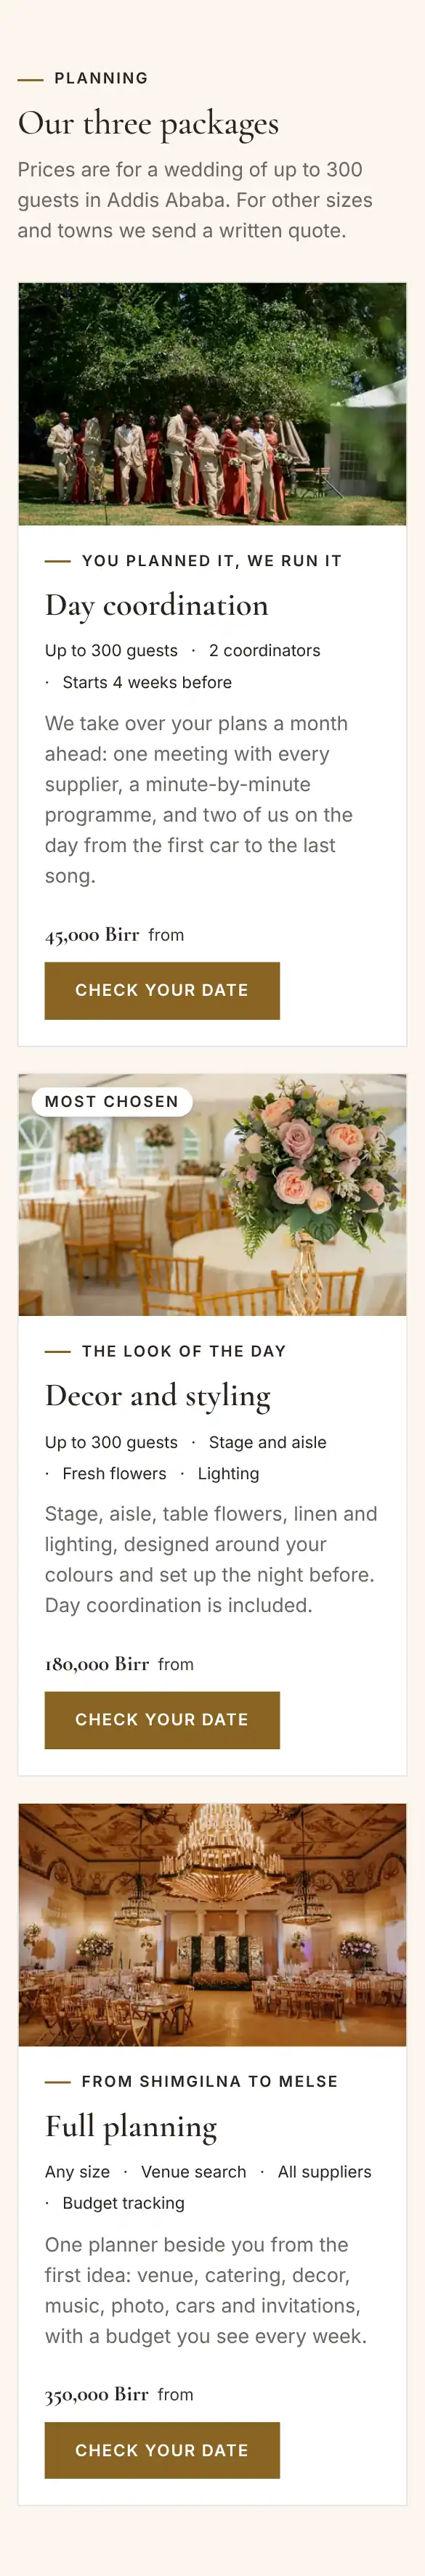 PLANNING
Our three packages
Prices are for a wedding of up to 300
guests in Addis Ababa. For other sizes
and towns we send a written quote.
YOU PLANNED IT, WE RUN IT
Day coordination
Up to 300 guests · 2 coordinators
· Starts 4 weeks before
We take over your plans a month
ahead: one meeting with every
supplier, a minute-by-minute
programme, and two of us on the
day from the first car to the last
song.
45,000 Birr from
CHECK YOUR DATE
MOST CHOSEN
THE LOOK OF THE DAY
Decor and styling
Up to 300 guests · Stage and aisle
· Fresh flowers · Lighting
Stage, aisle, table flowers, linen and
lighting, designed around your
colours and set up the night before.
Day coordination is included.
180,000 Birr from
CHECK YOUR DATE
FROM SHIMGILNA TO MELSE
Full planning
Any size · Venue search · All suppliers
· Budget tracking
One planner beside you from the
first idea: venue, catering, decor,
music, photo, cars and invitations,
with a budget you see every week.
350,000 Birr from
CHECK YOUR DATE